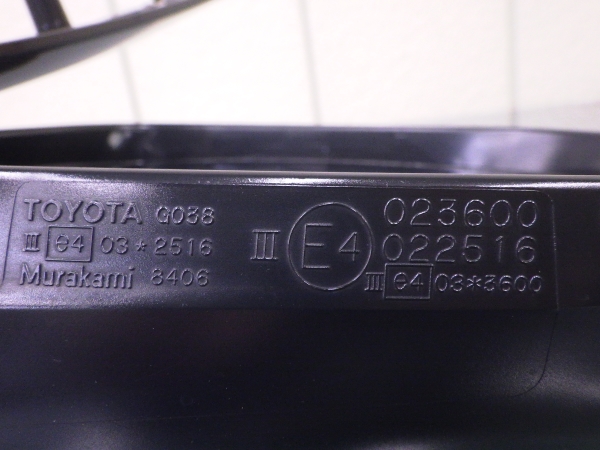 TOYOTA G038
III e4 03*2516
Murakami 8406
III E4 023600
022516
III e4 03*3600